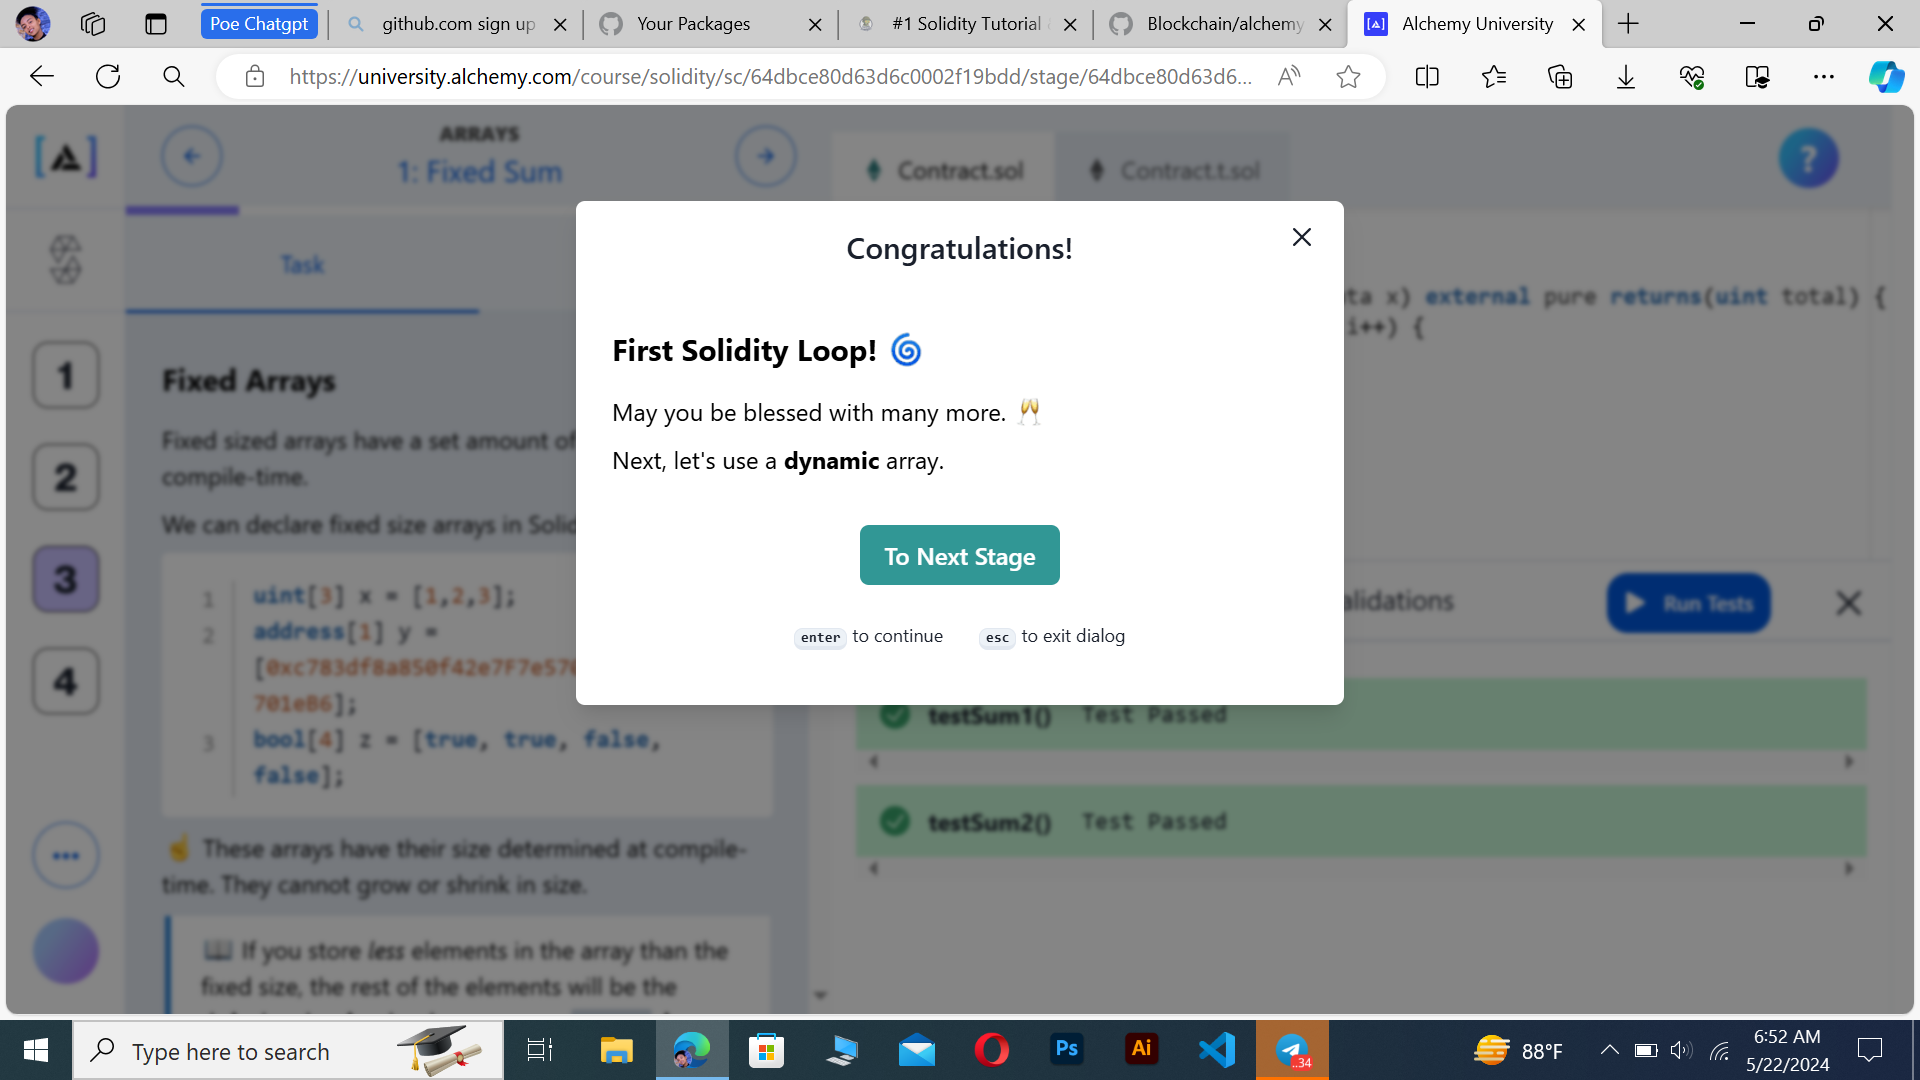 Poe Chatgpt
github.com sign up
Your Packages
#1 Solidity Tutorial
Blockchain/alchemy
Alchemy University
https://university.alchemy.com/course/solidity/sc/64dbce80d63d6c0002f19bdd/stage/64dbce80d63d6...
ARRAYS
1: Fixed Sum
Contract.sol
Contract.t.sol
?
Task
1
2
3
4
Fixed Arrays
Fixed sized arrays have a set amount of
compile-time.
We can declare fixed size arrays in Solid
1 uint[3] x = [1,2,3];
2 address[1] y =
[0xc783df8a850f42e7F7e57
701eB6];
3 bool[4] z = [true, true, false,
false];
☝ These arrays have their size determined at compile-
time. They cannot grow or shrink in size.
📖 If you store less elements in the array than the
fixed size, the rest of the elements will be the
ta x) external pure returns(uint total) {
i++) {
Congratulations!
First Solidity Loop! 🌀
May you be blessed with many more. 🥂
Next, let's use a dynamic array.
To Next Stage
enter to continue esc to exit dialog
alidations
Run Tests
testSum1() Test Passed
testSum2() Test Passed
Type here to search
Ps
Ai
..34
88°F
6:52 AM
5/22/2024